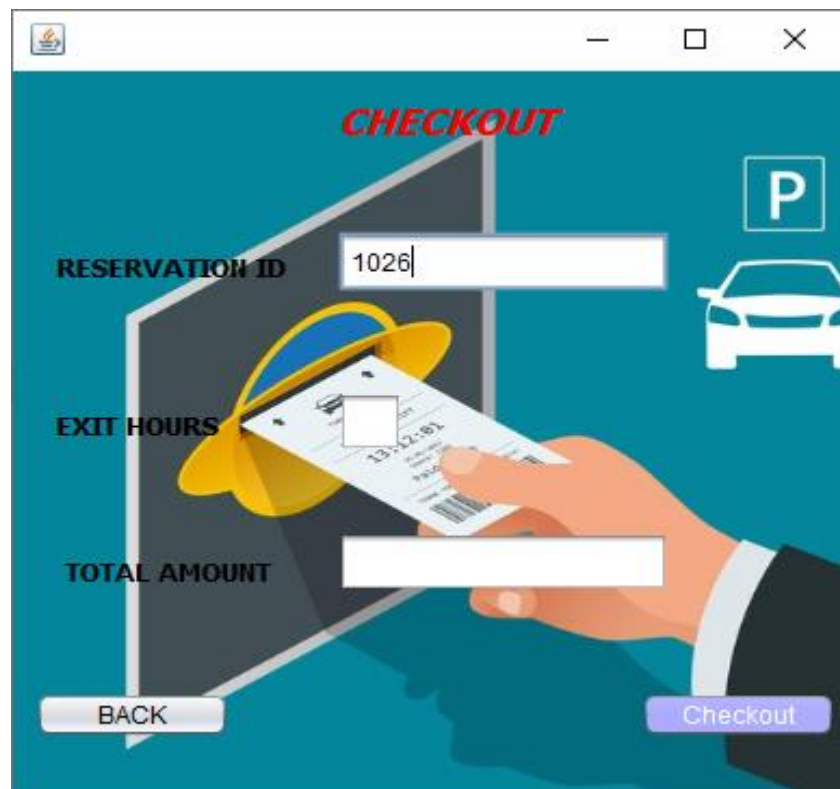 CHECKOUT
P
RESERVATION ID
1026
EXIT HOURS
13:12:01
TOTAL AMOUNT
BACK
Checkout